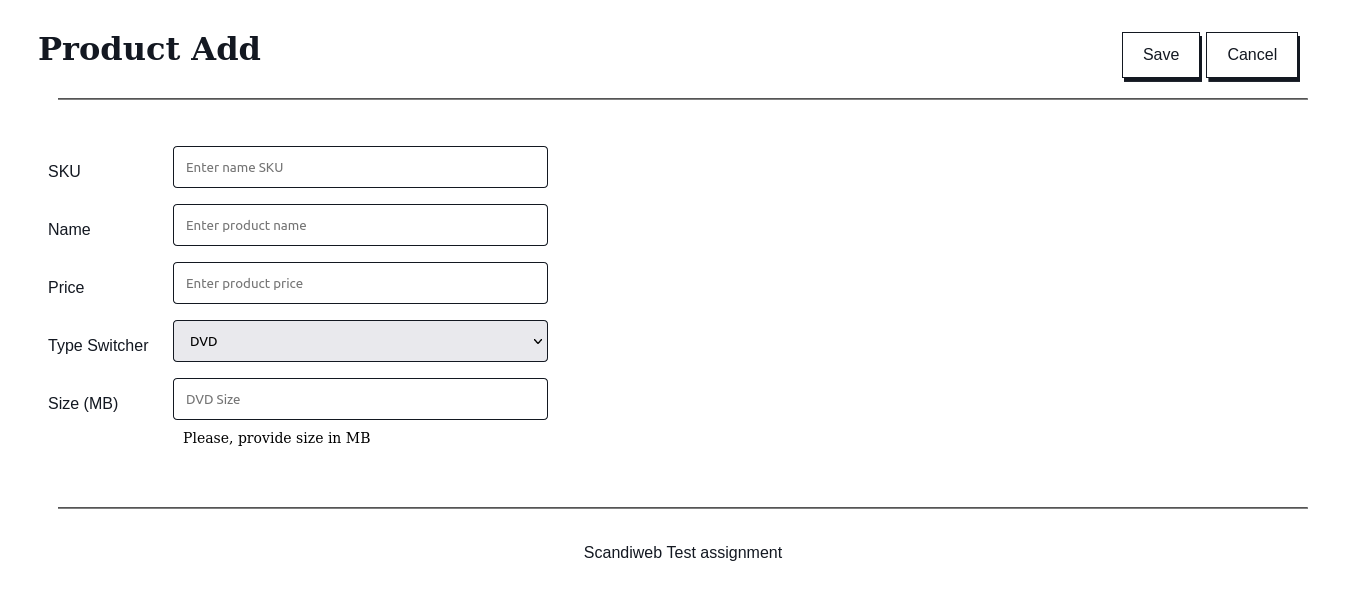 Product Add
Save
Cancel
SKU
Enter name SKU
Name
Enter product name
Price
Enter product price
Type Switcher
DVD
Size (MB)
DVD Size
Please, provide size in MB
Scandiweb Test assignment